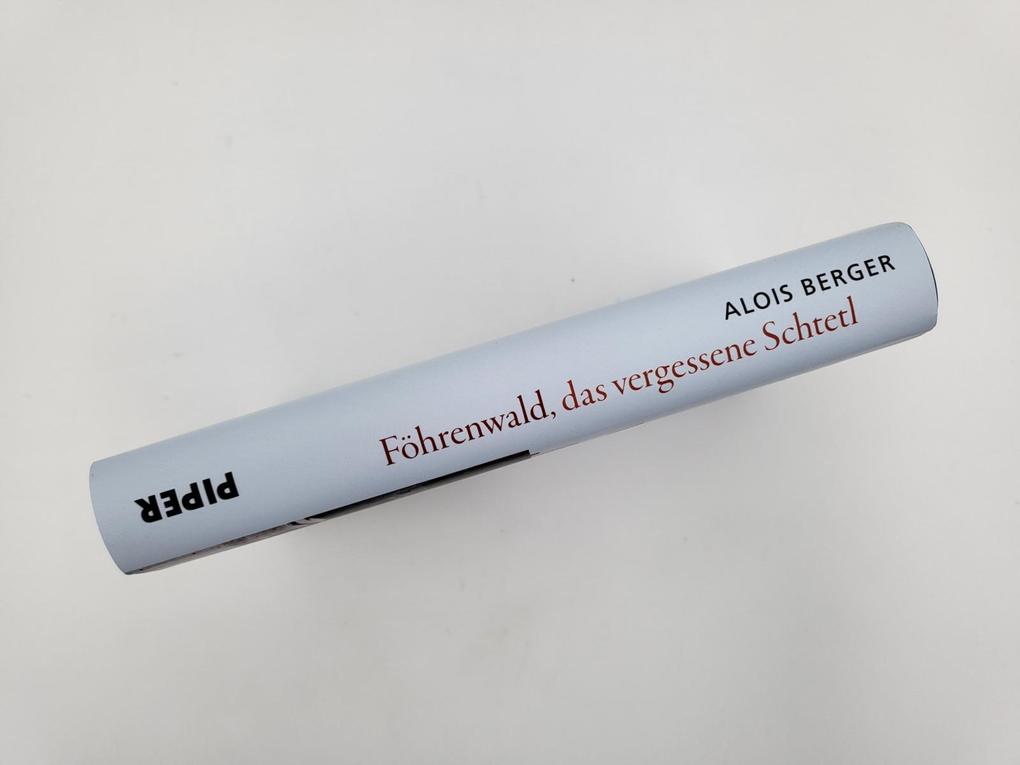 ALOIS BERGER
Föhrenwald, das vergessene Schtetl
PIPER